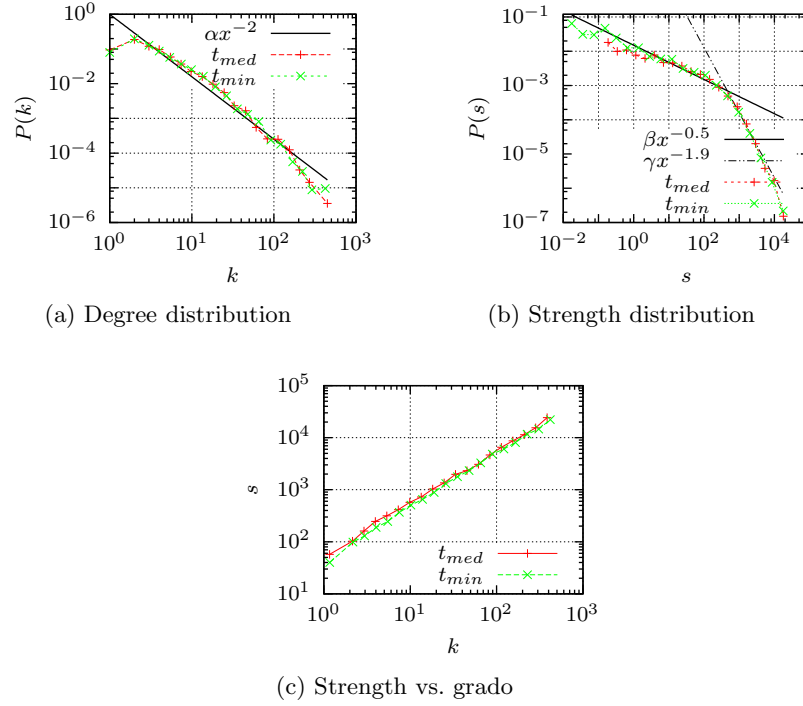 10^0
10^-2
10^-4
10^-6
P(k)
10^0 10^1 10^2 10^3
k
αx^-2
t_med
t_min
(a) Degree distribution
10^-1
10^-3
10^-5
10^-7
P(s)
10^-2 10^0 10^2 10^4
s
βx^-0.5
γx^-1.9
t_med
t_min
(b) Strength distribution
10^5
10^4
10^3
10^2
10^1
s
t_med
t_min
10^0 10^1 10^2 10^3
k
(c) Strength vs. grado